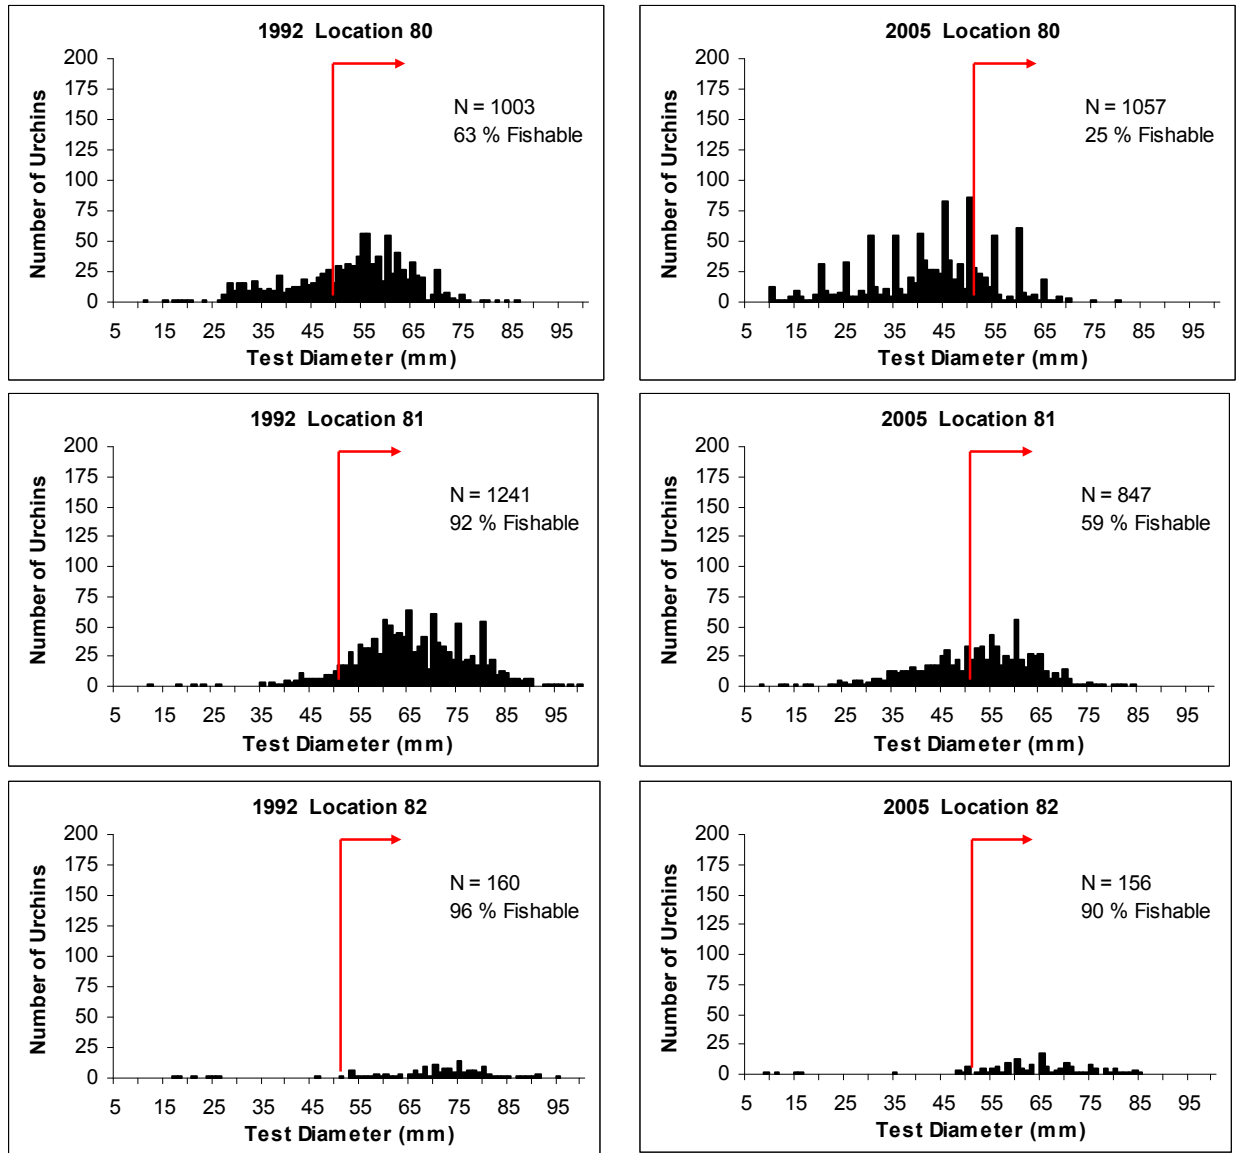 1992 Location 80
200
175
150
125
100
75
50
25
0
Number of Urchins
N = 1003
63 % Fishable
5 15 25 35 45 55 65 75 85 95
Test Diameter (mm)
2005 Location 80
200
175
150
125
100
75
50
25
0
Number of Urchins
N = 1057
25 % Fishable
5 15 25 35 45 55 65 75 85 95
Test Diameter (mm)
1992 Location 81
200
175
150
125
100
75
50
25
0
Number of Urchins
N = 1241
92 % Fishable
5 15 25 35 45 55 65 75 85 95
Test Diameter (mm)
2005 Location 81
200
175
150
125
100
75
50
25
0
Number of Urchins
N = 847
59 % Fishable
5 15 25 35 45 55 65 75 85 95
Test Diameter (mm)
1992 Location 82
200
175
150
125
100
75
50
25
0
Number of Urchins
N = 160
96 % Fishable
5 15 25 35 45 55 65 75 85 95
Test Diameter (mm)
2005 Location 82
200
175
150
125
100
75
50
25
0
Number of Urchins
N = 156
90 % Fishable
5 15 25 35 45 55 65 75 85 95
Test Diameter (mm)